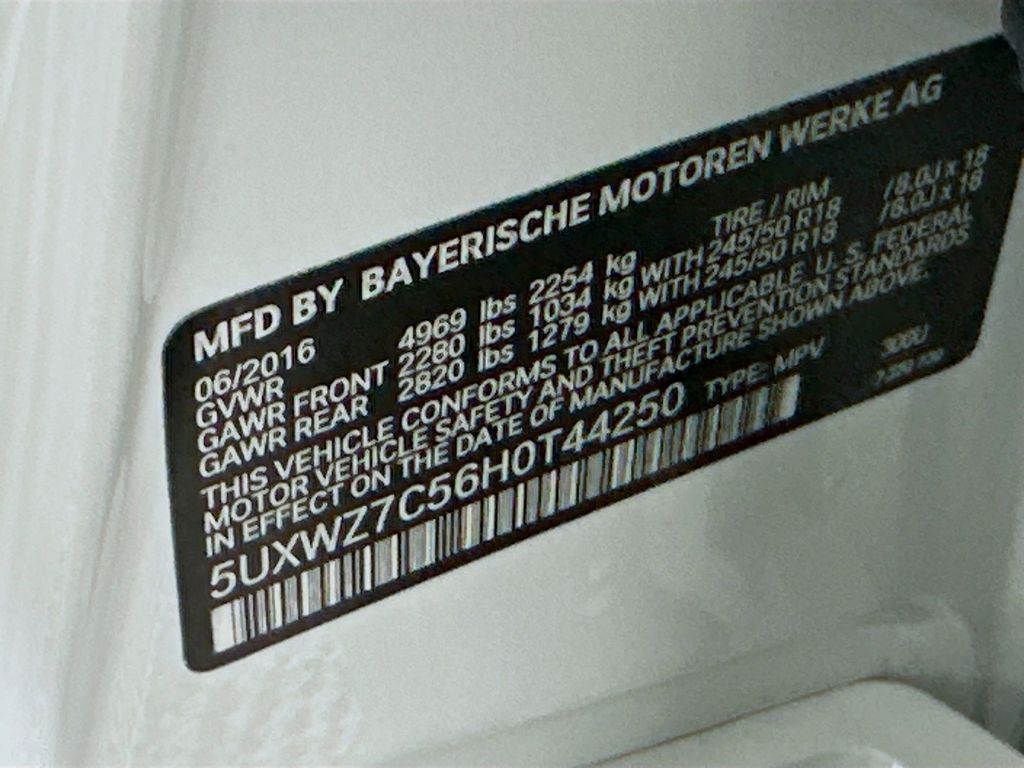 MFD BY BAYERISCHE MOTOREN WERKE AG
06/2016 TIRE / RIM
GVWR 4969 lbs 2254 kg
GAWR FRONT 2280 lbs 1034 kg WITH 245/50 R18 /8.0J x 18
GAWR REAR 2820 lbs 1279 kg WITH 245/50 R18 /8.0J x 18
THIS VEHICLE CONFORMS TO ALL APPLICABLE U. S. FEDERAL
MOTOR VEHICLE SAFETY AND THEFT PREVENTION STANDARDS
IN EFFECT ON THE DATE OF MANUFACTURE SHOWN ABOVE.
5UXWZ7C56H0T44250 TYPE: MPV